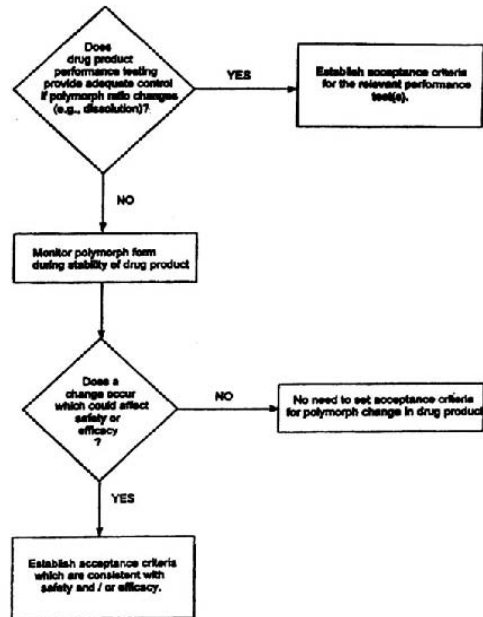 Does
drug product
performance testing
provide adequate control
if polymorph ratio changes
(e.g., dissolution)?
YES
Establish acceptance criteria
for the relevant performance
test(s).
NO
Monitor polymorph form
during stability of drug product
Does a
change occur
which could affect
safety or
efficacy
?
NO
No need to set acceptance criteria
for polymorph change in drug product
YES
Establish acceptance criteria
which are consistent with
safety and / or efficacy.